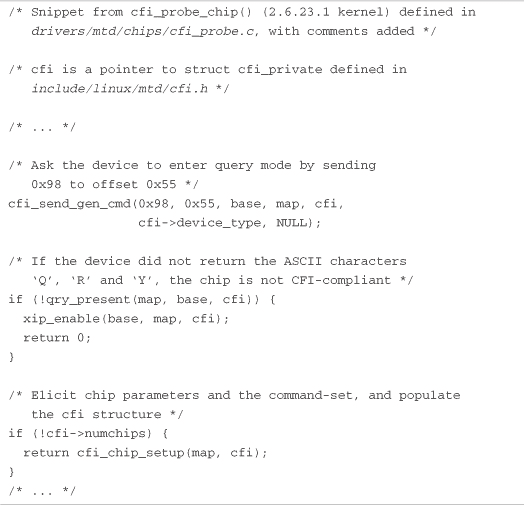 /* Snippet from cfi_probe_chip() (2.6.23.1 kernel) defined in
   drivers/mtd/chips/cfi_probe.c, with comments added */

/* cfi is a pointer to struct cfi_private defined in
   include/linux/mtd/cfi.h */

/* ... */

/* Ask the device to enter query mode by sending
   0x98 to offset 0x55 */
cfi_send_gen_cmd(0x98, 0x55, base, map, cfi,
                 cfi->device_type, NULL);

/* If the device did not return the ASCII characters
   ‘Q’, ‘R’ and ‘Y’, the chip is not CFI-compliant */
if (!qry_present(map, base, cfi)) {
  xip_enable(base, map, cfi);
  return 0;
}

/* Elicit chip parameters and the command-set, and populate
   the cfi structure */
if (!cfi->numchips) {
  return cfi_chip_setup(map, cfi);
}
/* ... */